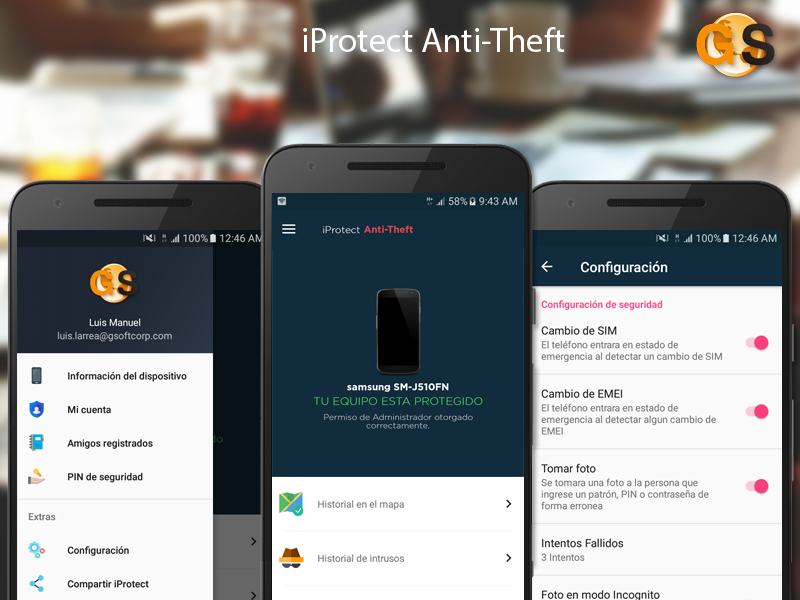 iProtect Anti-Theft
GS
100% 12:46 AM
GS
Luis Manuel
luis.larrea@gsoftcorp.com
Información del dispositivo
Mi cuenta
Amigos registrados
PIN de seguridad
Extras
Configuración
Compartir iProtect
58% 9:43 AM
iProtect Anti-Theft
samsung SM-J510FN
TU EQUIPO ESTA PROTEGIDO
Permiso de Administrador otorgado
correctamente.
Historial en el mapa
Historial de intrusos
100% 12:46 AM
Configuración
Configuración de seguridad
Cambio de SIM
El teléfono entrara en estado de
emergencia al detectar un cambio de SIM
Cambio de EMEI
El teléfono entrara en estado de
emergencia al detectar algun cambio de
EMEI
Tomar foto
Se tomara una foto a la persona que
ingrese un patrón, PIN o contraseña de
forma erronea
Intentos Fallidos
3 Intentos
Foto en modo Incognito